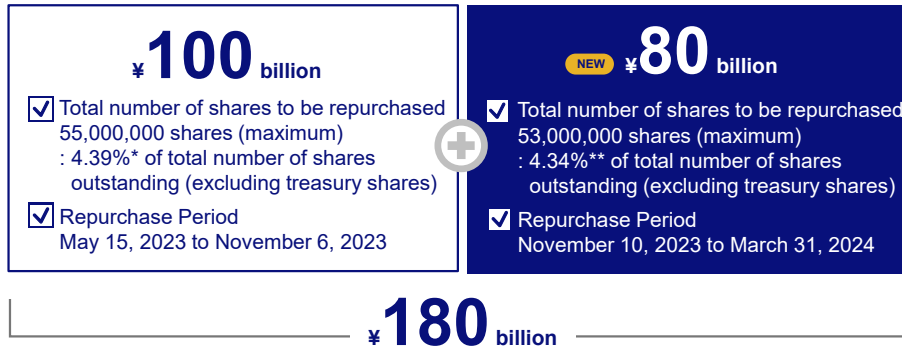 ¥100 billion
Total number of shares to be repurchased
55,000,000 shares (maximum)
: 4.39%* of total number of shares
outstanding (excluding treasury shares)
Repurchase Period
May 15, 2023 to November 6, 2023
NEW ¥80 billion
Total number of shares to be repurchased
53,000,000 shares (maximum)
: 4.34%** of total number of shares
outstanding (excluding treasury shares)
Repurchase Period
November 10, 2023 to March 31, 2024
¥180 billion